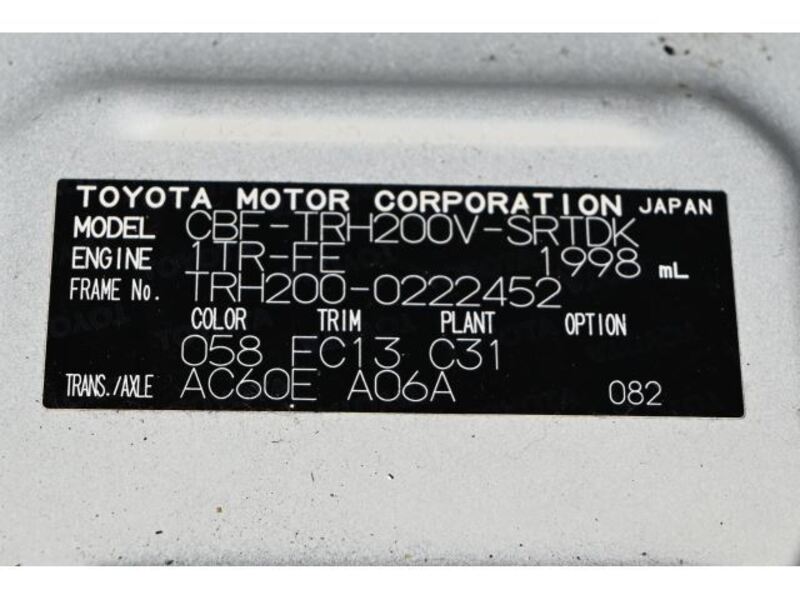 TOYOTA MOTOR CORPORATION JAPAN
MODEL CBF-TRH200V-SRTDK
ENGINE 1TR-FE 1998 mL
FRAME No. TRH200-0222452
COLOR TRIM PLANT OPTION
058 FC13 C31
TRANS./AXLE AC60E A06A 082